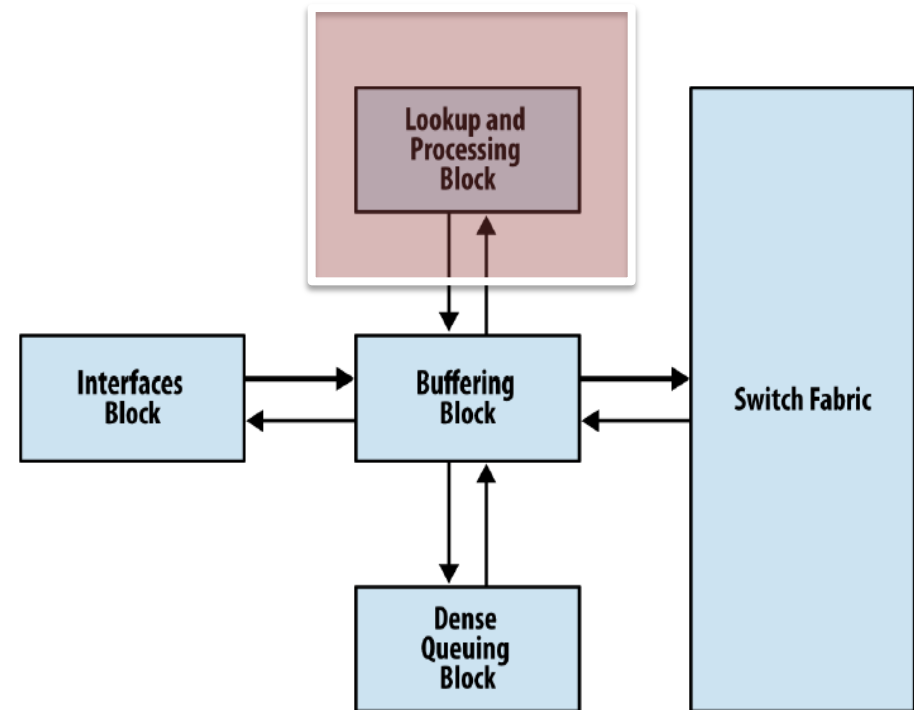 Lookup and
Processing
Block
Interfaces
Block
Buffering
Block
Switch Fabric
Dense
Queuing
Block